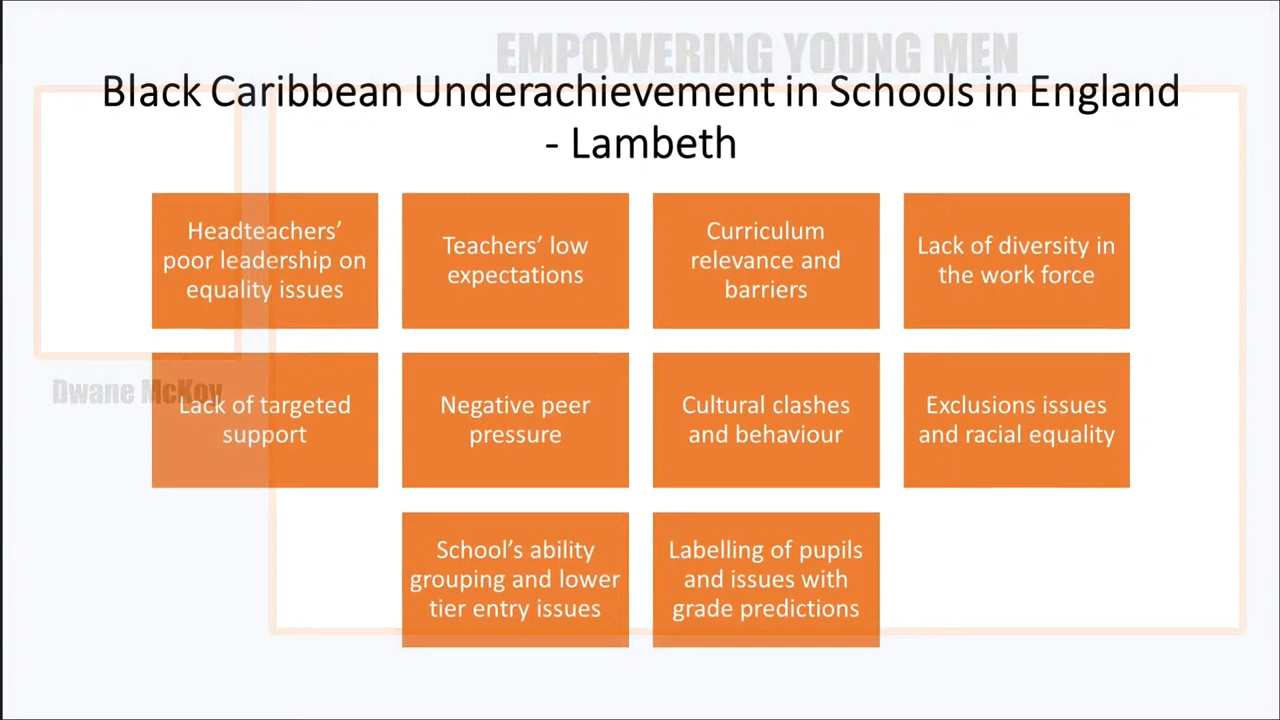 EMPOWERING YOUNG MEN
Black Caribbean Underachievement in Schools in England
- Lambeth
Headteachers’
poor leadership on
equality issues
Teachers’ low
expectations
Curriculum
relevance and
barriers
Lack of diversity in
the work force
Dwane McKoy
Lack of targeted
support
Negative peer
pressure
Cultural clashes
and behaviour
Exclusions issues
and racial equality
School’s ability
grouping and lower
tier entry issues
Labelling of pupils
and issues with
grade predictions